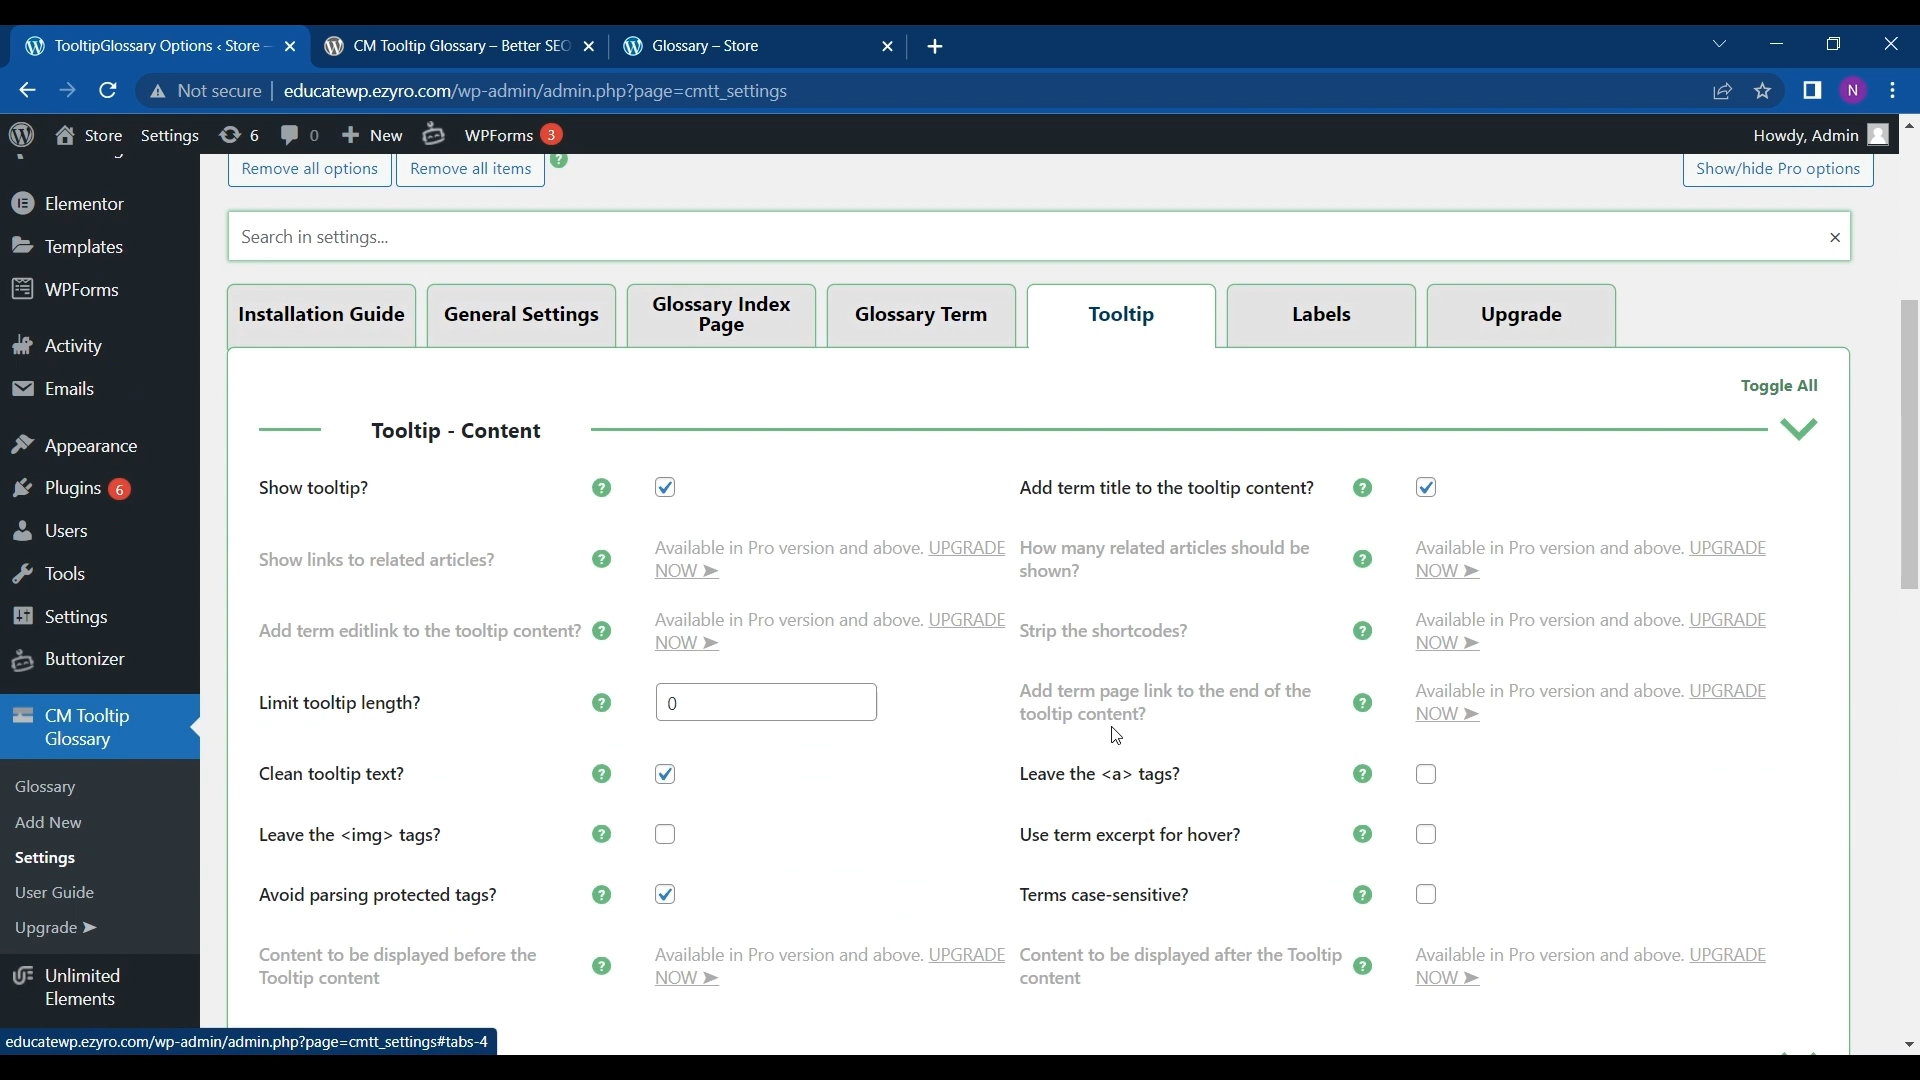 TooltipGlossary Options ‹ Store –
CM Tooltip Glossary – Better SEO
Glossary – Store
Not secure educatewp.ezyro.com/wp-admin/admin.php?page=cmtt_settings
N
Store Settings 6 0 New WPForms 3 Howdy, Admin
Remove all options Remove all items ? Show/hide Pro options
Search in settings...
Elementor
Templates
WPForms
Activity
Emails
Appearance
Plugins 6
Users
Tools
Settings
Buttonizer
CM Tooltip
Glossary
Glossary
Add New
Settings
User Guide
Upgrade ➤
Unlimited
Elements
Installation Guide
General Settings
Glossary Index
Page
Glossary Term
Tooltip
Labels
Upgrade
Toggle All
Tooltip - Content
Show tooltip? ?
Add term title to the tooltip content? ?
Show links to related articles? ?
Available in Pro version and above. UPGRADE
NOW ➤
How many related articles should be
shown? ?
Available in Pro version and above. UPGRADE
NOW ➤
Add term editlink to the tooltip content? ?
Available in Pro version and above. UPGRADE
NOW ➤
Strip the shortcodes? ?
Available in Pro version and above. UPGRADE
NOW ➤
Limit tooltip length? ? 0
Add term page link to the end of the
tooltip content? ?
Available in Pro version and above. UPGRADE
NOW ➤
Clean tooltip text? ?
Leave the <a> tags? ?
Leave the <img> tags? ?
Use term excerpt for hover? ?
Avoid parsing protected tags? ?
Terms case-sensitive? ?
Content to be displayed before the
Tooltip content ?
Available in Pro version and above. UPGRADE
NOW ➤
Content to be displayed after the Tooltip
content ?
Available in Pro version and above. UPGRADE
NOW ➤
educatewp.ezyro.com/wp-admin/admin.php?page=cmtt_settings#tabs-4